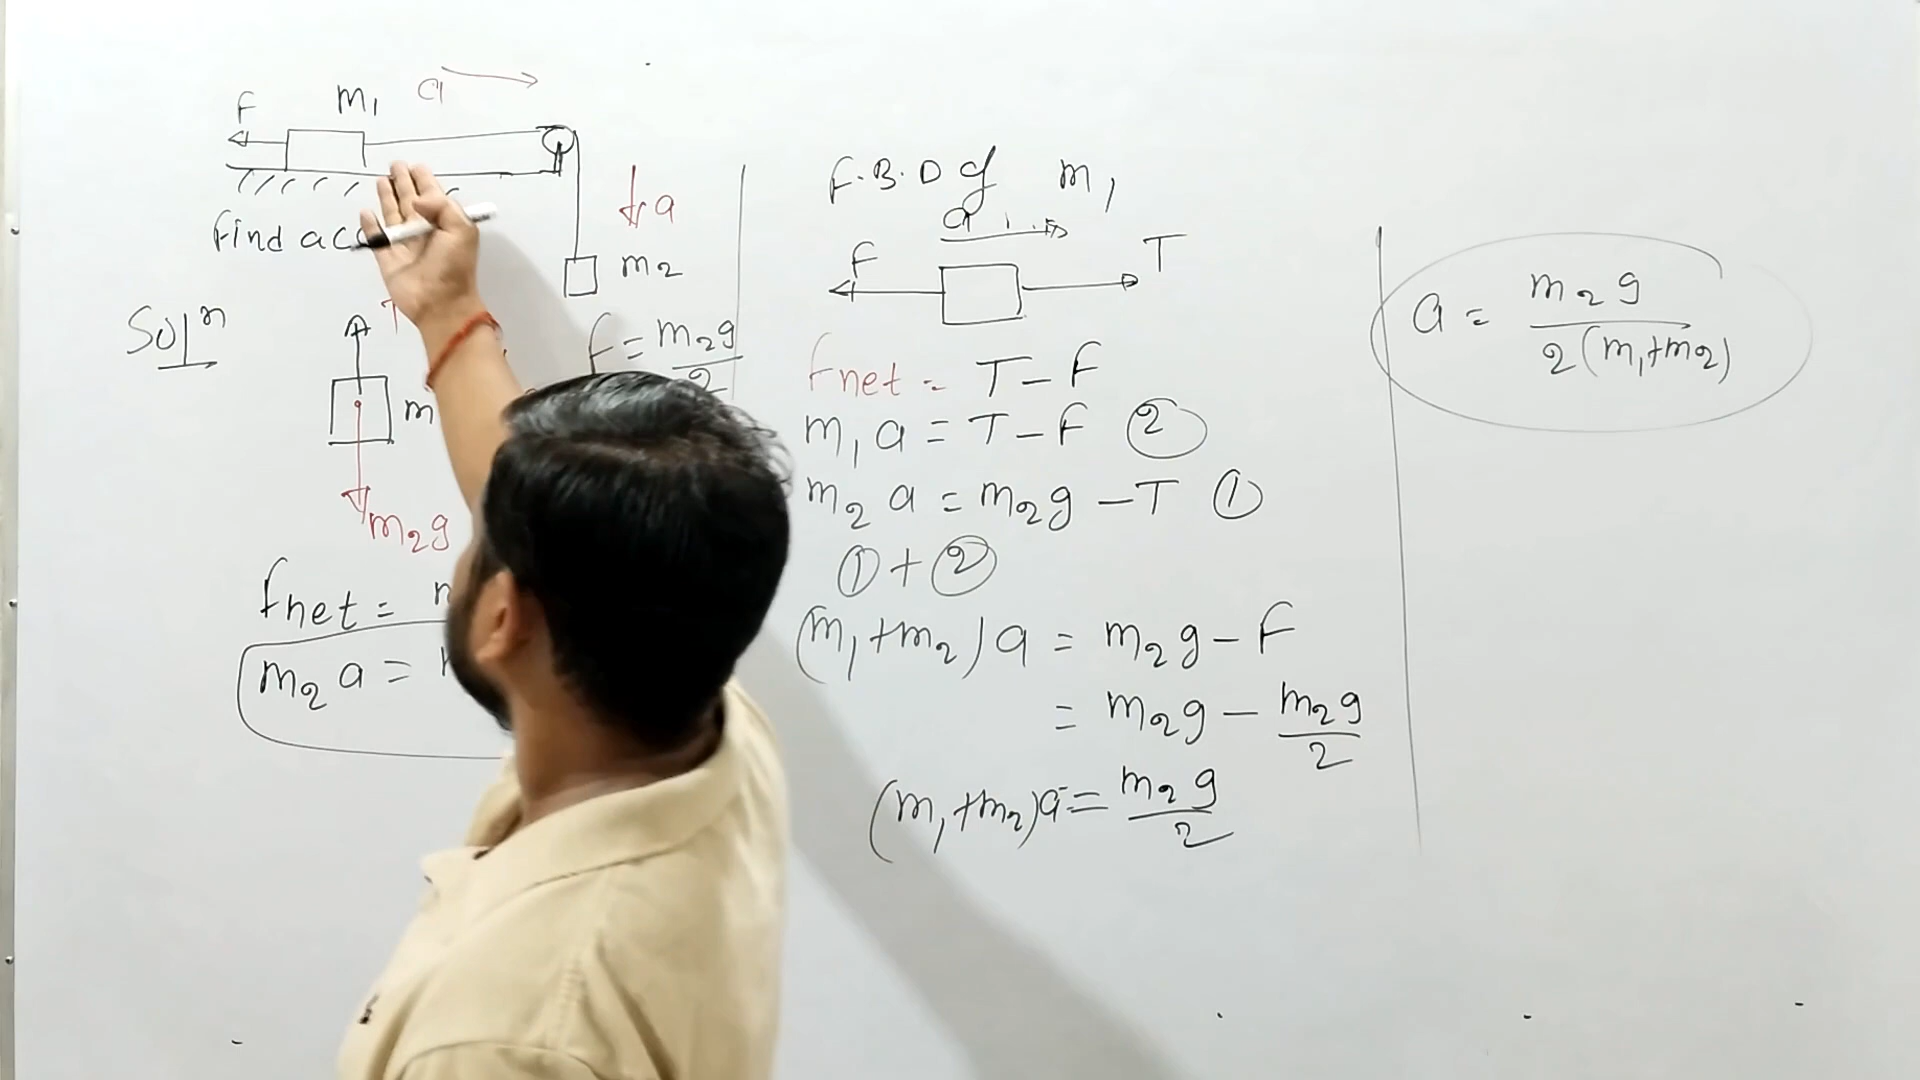 F m₁ a
a
m₂
Find acc
Solⁿ
F = m₂g/2
T
m
m₂g
Fnet =
m₂ a =
F.B.D of m₁
a
F T
Fnet = T - F
m₁ a = T - F ②
m₂ a = m₂g - T ①
① + ②
(m₁+m₂) a = m₂g - F
= m₂g - m₂g/2
(m₁+m₂)a = m₂g/2
a = m₂g/2(m₁+m₂)